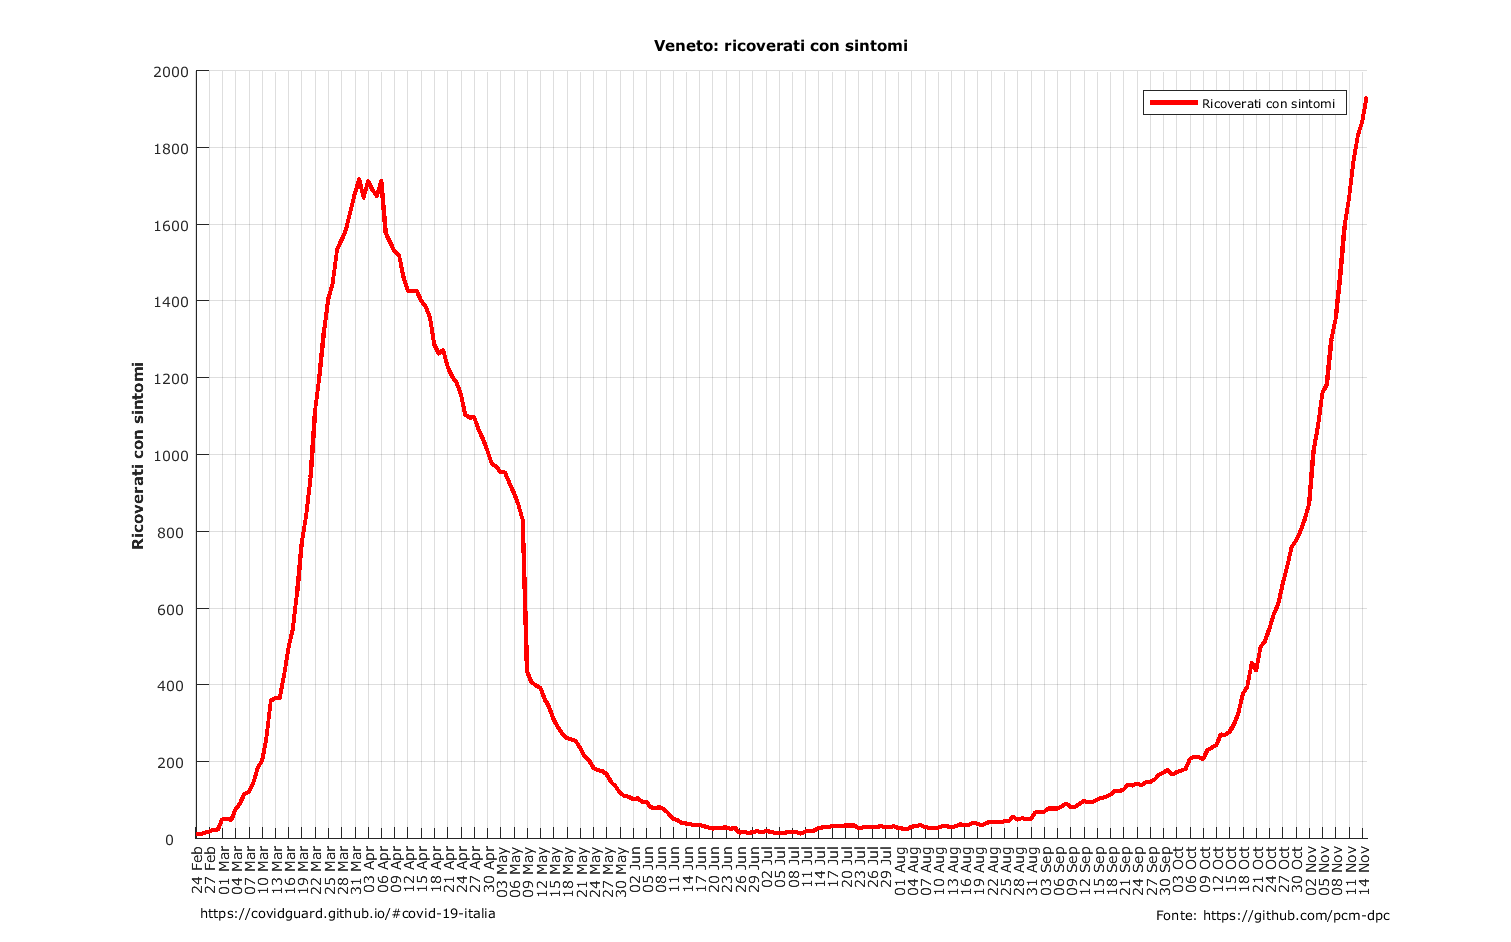 Veneto: ricoverati con sintomi
Ricoverati con sintomi
Ricoverati con sintomi
2000
1800
1600
1400
1200
1000
800
600
400
200
0
24 Feb
27 Feb
01 Mar
04 Mar
07 Mar
10 Mar
13 Mar
16 Mar
19 Mar
22 Mar
25 Mar
28 Mar
31 Mar
03 Apr
06 Apr
09 Apr
12 Apr
15 Apr
18 Apr
21 Apr
24 Apr
27 Apr
30 Apr
03 May
06 May
09 May
12 May
15 May
18 May
21 May
24 May
27 May
30 May
02 Jun
05 Jun
08 Jun
11 Jun
14 Jun
17 Jun
20 Jun
23 Jun
26 Jun
29 Jun
02 Jul
05 Jul
08 Jul
11 Jul
14 Jul
17 Jul
20 Jul
23 Jul
26 Jul
29 Jul
01 Aug
04 Aug
07 Aug
10 Aug
13 Aug
16 Aug
19 Aug
22 Aug
25 Aug
28 Aug
31 Aug
03 Sep
06 Sep
09 Sep
12 Sep
15 Sep
18 Sep
21 Sep
24 Sep
27 Sep
30 Sep
03 Oct
06 Oct
09 Oct
12 Oct
15 Oct
18 Oct
21 Oct
24 Oct
27 Oct
30 Oct
02 Nov
05 Nov
08 Nov
11 Nov
14 Nov
https://covidguard.github.io/#covid-19-italia
Fonte: https://github.com/pcm-dpc